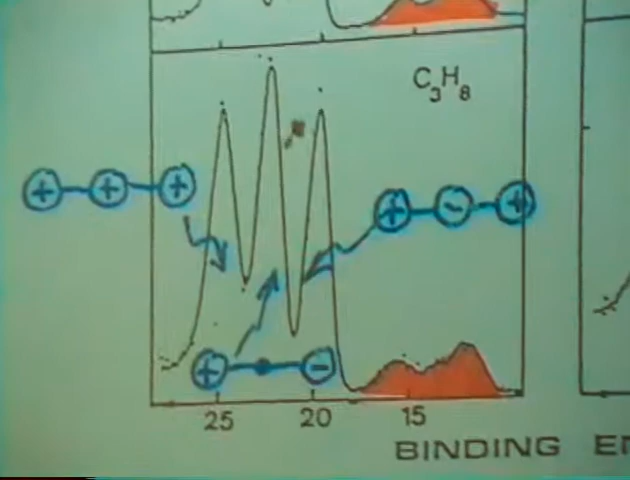 C₃H₈
+ + +
+ - +
+ -
25 20 15
BINDING